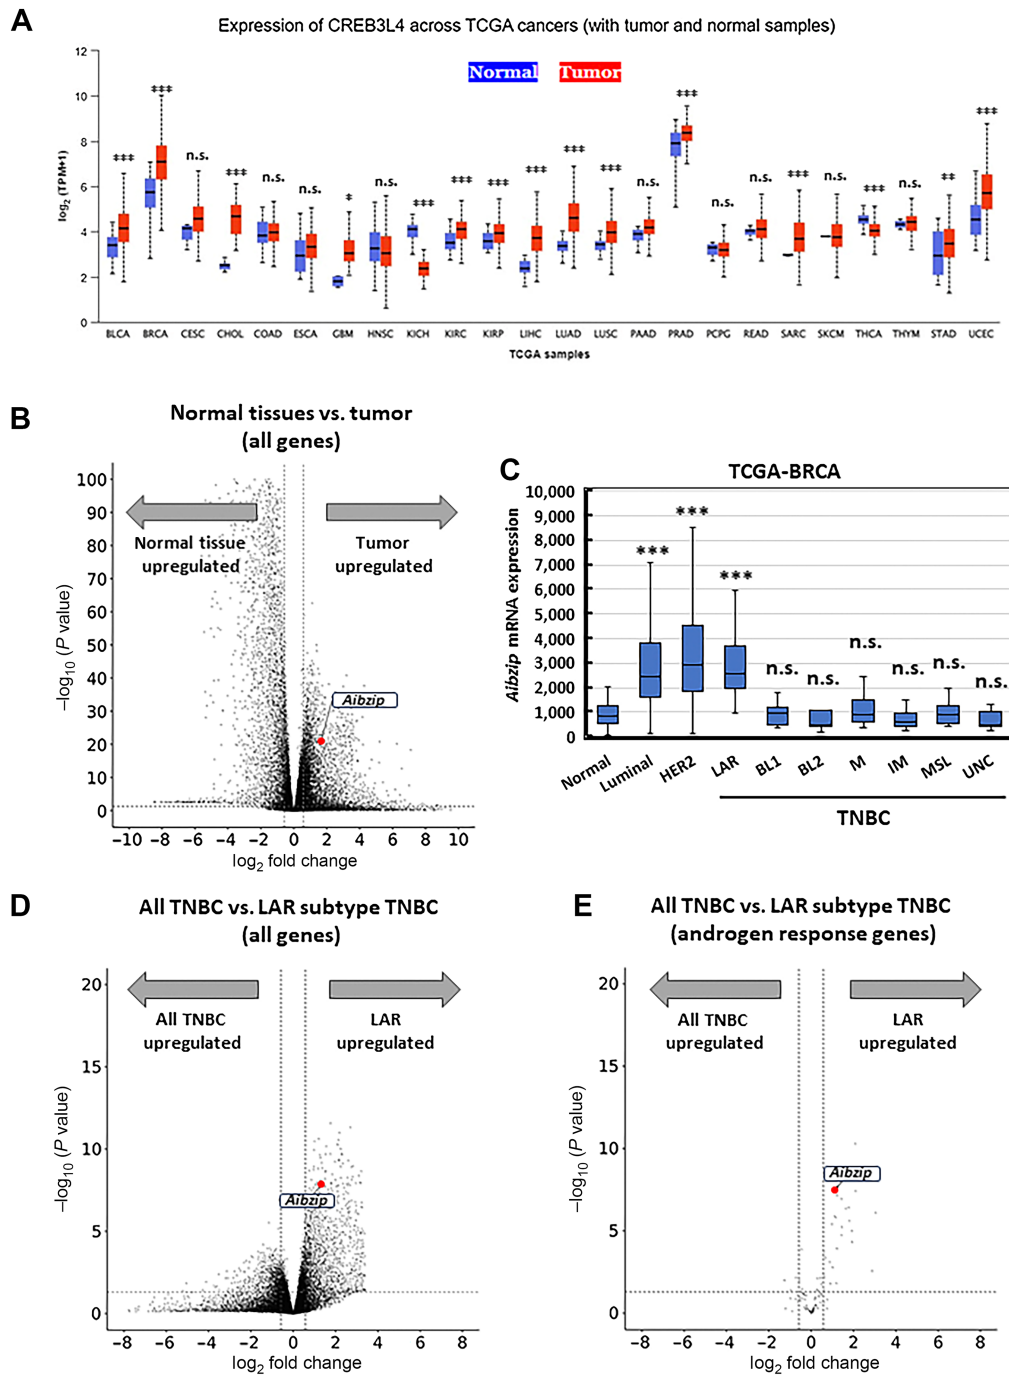 A
Expression of CREB3L4 across TCGA cancers (with tumor and normal samples)
Normal Tumor
log2 (TPM+1)
12
10
8
6
4
2
0
‡‡‡ ‡‡‡ n.s. ‡‡‡ n.s. n.s. * n.s. ‡‡‡ ‡‡‡ ‡‡‡ ‡‡‡ ‡‡‡ ‡‡‡ n.s. ‡‡‡ n.s. n.s. ‡‡‡ n.s. ‡‡‡ n.s. ** ‡‡‡
BLCA BRCA CESC CHOL COAD ESCA GBM HNSC KICH KIRC KIRP LIHC LUAD LUSC PAAD PRAD PCPG READ SARC SKCM THCA THYM STAD UCEC
TCGA samples
B
Normal tissues vs. tumor
(all genes)
–log10 (P value)
100
90
80
70
60
50
40
30
20
10
0
Normal tissue
upregulated
Tumor
upregulated
Aibzip
−10 −8 −6 −4 −2 0 2 4 6 8 10
log2 fold change
C
TCGA-BRCA
Aibzip mRNA expression
10,000
9,000
8,000
7,000
6,000
5,000
4,000
3,000
2,000
1,000
0
*** *** *** n.s. n.s. n.s. n.s. n.s. n.s.
Normal Luminal HER2 LAR BL1 BL2 M IM MSL UNC
TNBC
D
All TNBC vs. LAR subtype TNBC
(all genes)
–log10 (P value)
20
15
10
5
0
All TNBC
upregulated
LAR
upregulated
Aibzip
−8 −6 −4 −2 0 2 4 6 8
log2 fold change
E
All TNBC vs. LAR subtype TNBC
(androgen response genes)
–log10 (P value)
20
15
10
5
0
All TNBC
upregulated
LAR
upregulated
Aibzip
−8 −6 −4 −2 0 2 4 6 8
log2 fold change